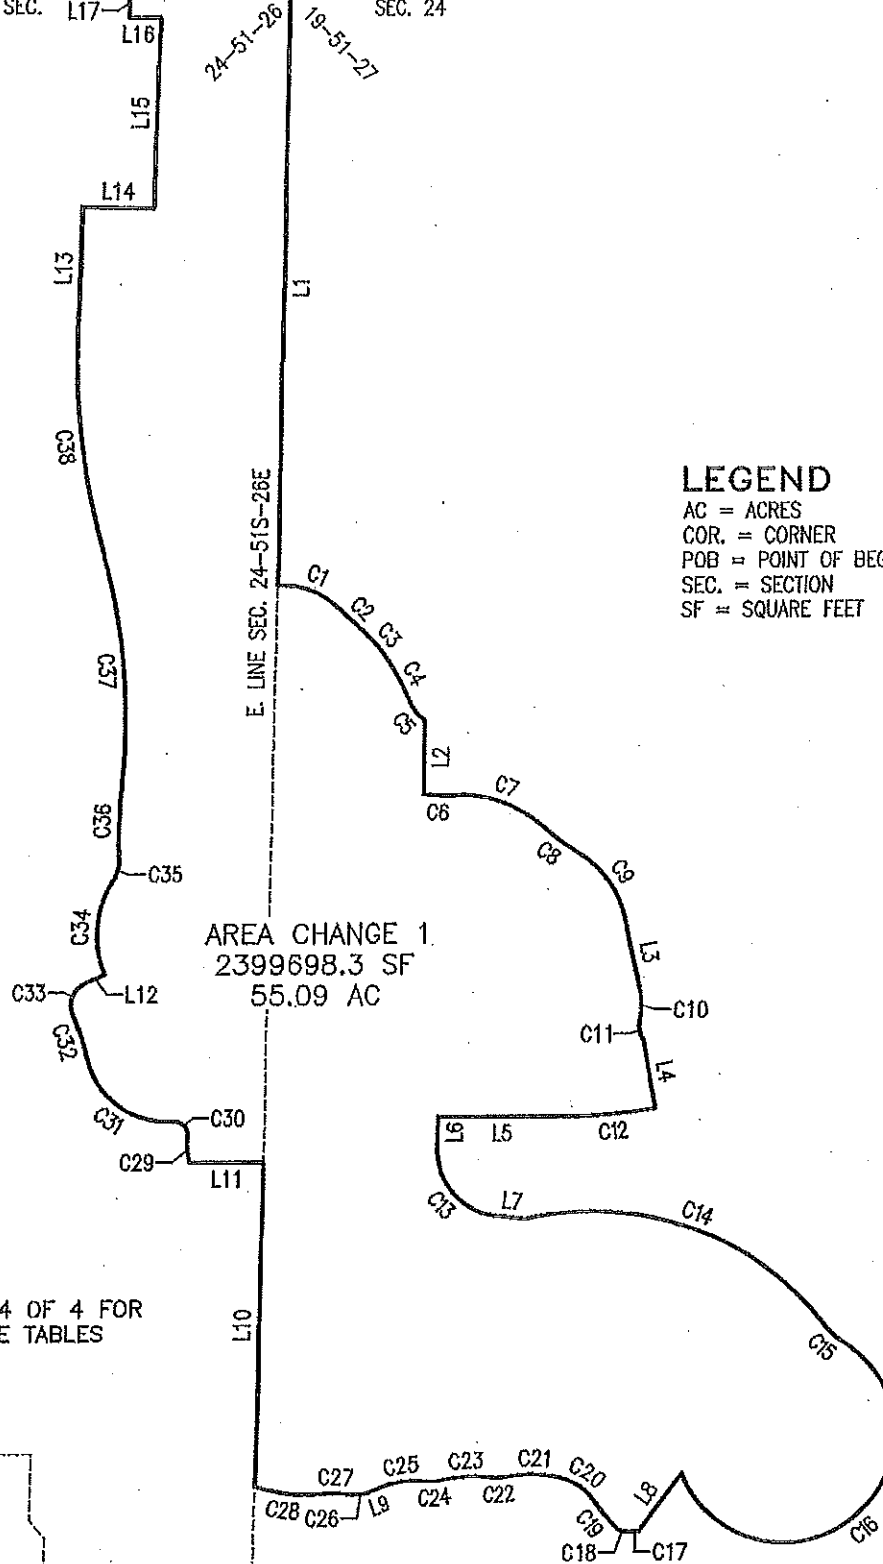 SEC.
L17
SEC. 24
L16
24-51-26
19-51-27
L15
L14
L13
L1
C38
E. LINE SEC. 24-51S-26E
LEGEND
AC = ACRES
COR. = CORNER
POB = POINT OF BEG
SEC. = SECTION
SF = SQUARE FEET
C1
C2
C3
C4
C5
C37
L2
C7
C6
C36
C8
C9
C35
C34
AREA CHANGE 1
2399698.3 SF
55.09 AC
L3
C33
L12
C10
C11
C32
L4
C31
C30
L6
L5
C12
C29
L11
C13
L7
C14
4 OF 4 FOR
E TABLES
L10
C15
C27
C25
C23
C21
C20
L8
C28
C26
L9
C24
C22
C19
C16
C18
C17